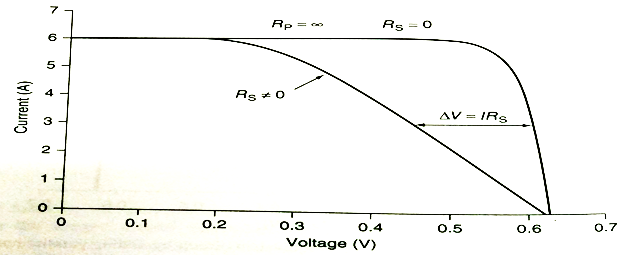 7
R_P = ∞ R_S = 0
6
5
R_S ≠ 0
4
ΔV = IR_S
3
2
1
0
0 0.1 0.2 0.3 0.4 0.5 0.6 0.7
Current (A)
Voltage (V)